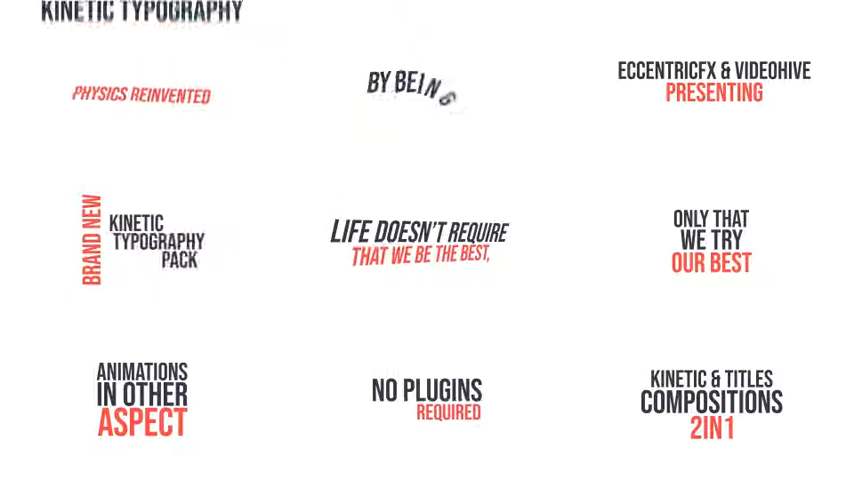 KINETIC TYPOGRAPHY
PHYSICS REINVENTED
BY BEING
ECCENTRICFX & VIDEOHIVE
PRESENTING
BRAND NEW
KINETIC
TYPOGRAPHY
PACK
LIFE DOESN'T REQUIRE
THAT WE BE THE BEST,
ONLY THAT
WE TRY
OUR BEST
ANIMATIONS
IN OTHER
ASPECT
NO PLUGINS
REQUIRED
KINETIC & TITLES
COMPOSITIONS
2IN1